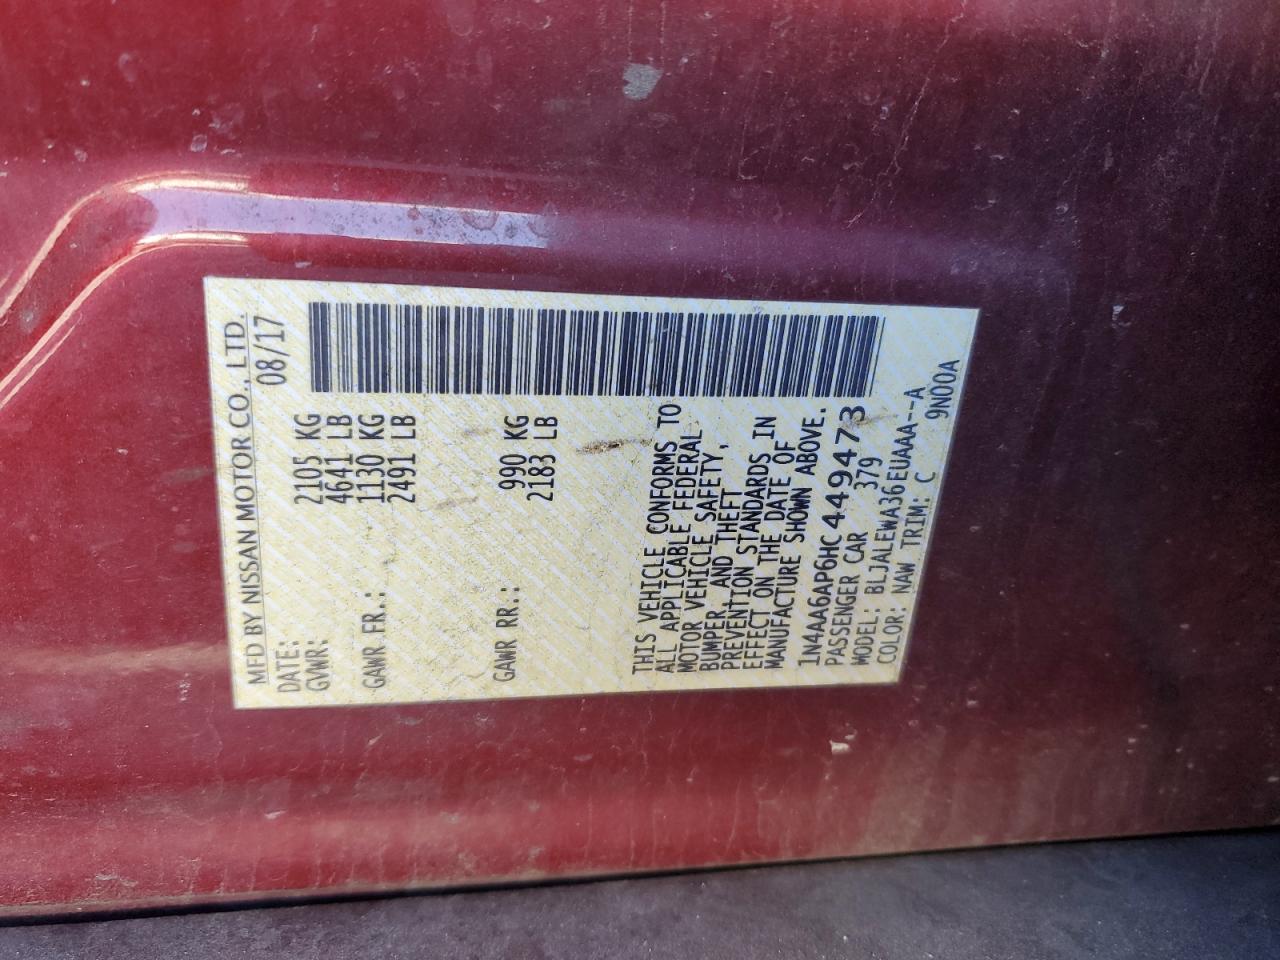 MFD BY NISSAN MOTOR CO., LTD.
DATE: 08/17
GVWR: 2105 KG
4641 LB
GAWR FR.: 1130 KG
2491 LB
GAWR RR.: 990 KG
2183 LB
THIS VEHICLE CONFORMS TO
ALL APPLICABLE FEDERAL
MOTOR VEHICLE SAFETY,
BUMPER, AND THEFT
PREVENTION STANDARDS IN
EFFECT ON THE DATE OF
MANUFACTURE SHOWN ABOVE.
1N4AA6AP6HC449473
PASSENGER CAR 379
MODEL: BLJALEWA36EUAAA--A
COLOR: NAW TRIM: C 9N00A